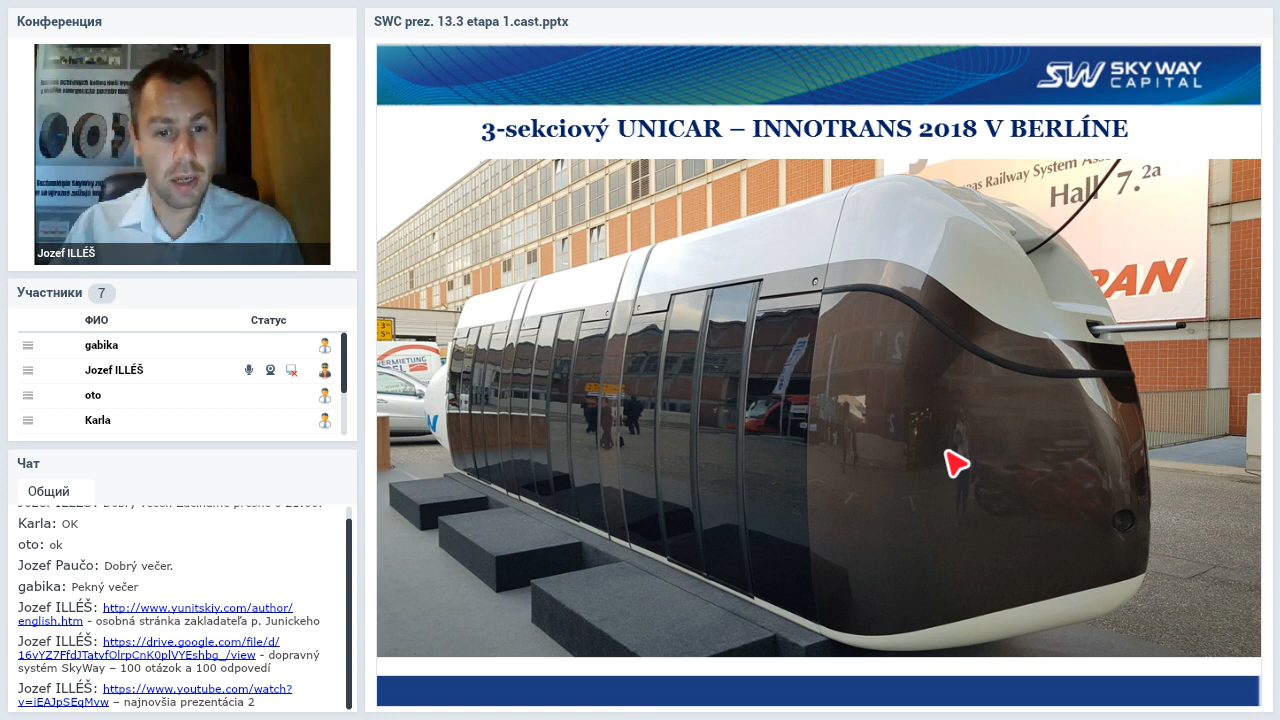 Конференция
Jozef ILLÉŠ
Участники 7
ФИО Статус
gabika
Jozef ILLÉŠ
oto
Karla
Чат
Общий
Karla: OK
oto: ok
Jozef Paučo: Dobrý večer.
gabika: Pekný večer
Jozef ILLÉŠ: http://www.yunitskiy.com/author/
english.htm - osobná stránka zakladateľa p. Junického
Jozef ILLÉŠ: https://drive.google.com/file/d/
16vYZ7FfdJTatvfOlrpCnK0plVYEshbg_/view - dopravný
systém SkyWay – 100 otázok a 100 odpovedí
Jozef ILLÉŠ: https://www.youtube.com/watch?
v=iEAJpSEqMvw – najnovšia prezentácia 2
SWC prez. 13.3 etapa 1.cast.pptx
SW SKY WAY
CAPITAL
3-sekciový UNICAR – INNOTRANS 2018 V BERLÍNE
Railway System
Hall 7.2a
PAN